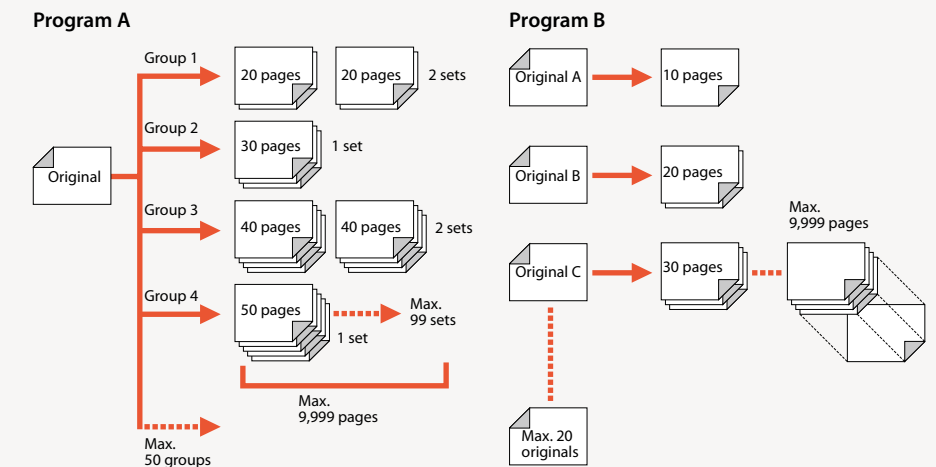 Program A
Group 1
20 pages
20 pages
2 sets
Group 2
30 pages
1 set
Original
Group 3
40 pages
40 pages
2 sets
Group 4
50 pages
1 set
Max.
99 sets
Max.
9,999 pages
Max.
50 groups
Program B
Original A
10 pages
Original B
20 pages
Original C
30 pages
Max.
9,999 pages
Max. 20
originals